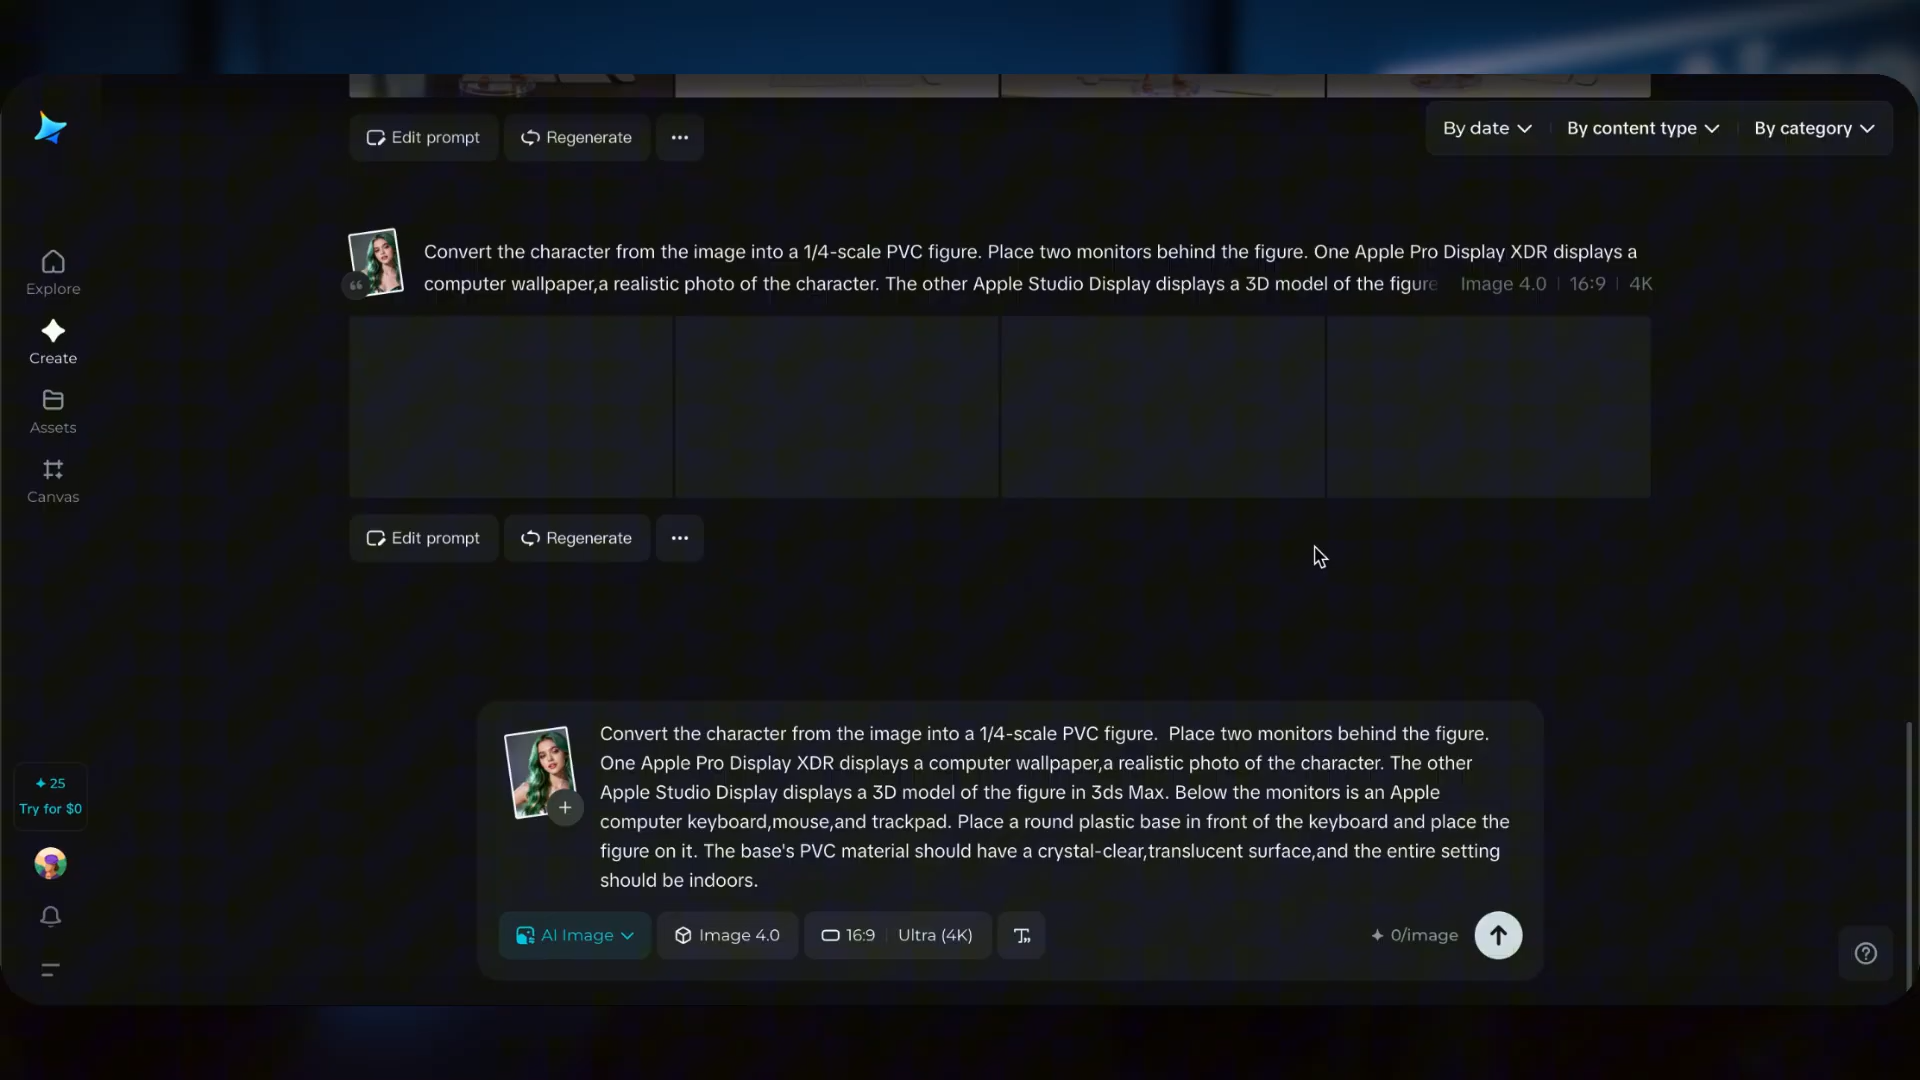 Edit prompt
Regenerate
By date
By content type
By category
Convert the character from the image into a 1/4-scale PVC figure. Place two monitors behind the figure. One Apple Pro Display XDR displays a
computer wallpaper,a realistic photo of the character. The other Apple Studio Display displays a 3D model of the figure
Image 4.0 | 16:9 | 4K
Explore
Create
Assets
Canvas
Edit prompt
Regenerate
25
Try for $0
Convert the character from the image into a 1/4-scale PVC figure.  Place two monitors behind the figure.
One Apple Pro Display XDR displays a computer wallpaper,a realistic photo of the character. The other
Apple Studio Display displays a 3D model of the figure in 3ds Max. Below the monitors is an Apple
computer keyboard,mouse,and trackpad. Place a round plastic base in front of the keyboard and place the
figure on it. The base's PVC material should have a crystal-clear,translucent surface,and the entire setting
should be indoors.
AI Image
Image 4.0
16:9
Ultra (4K)
0/image